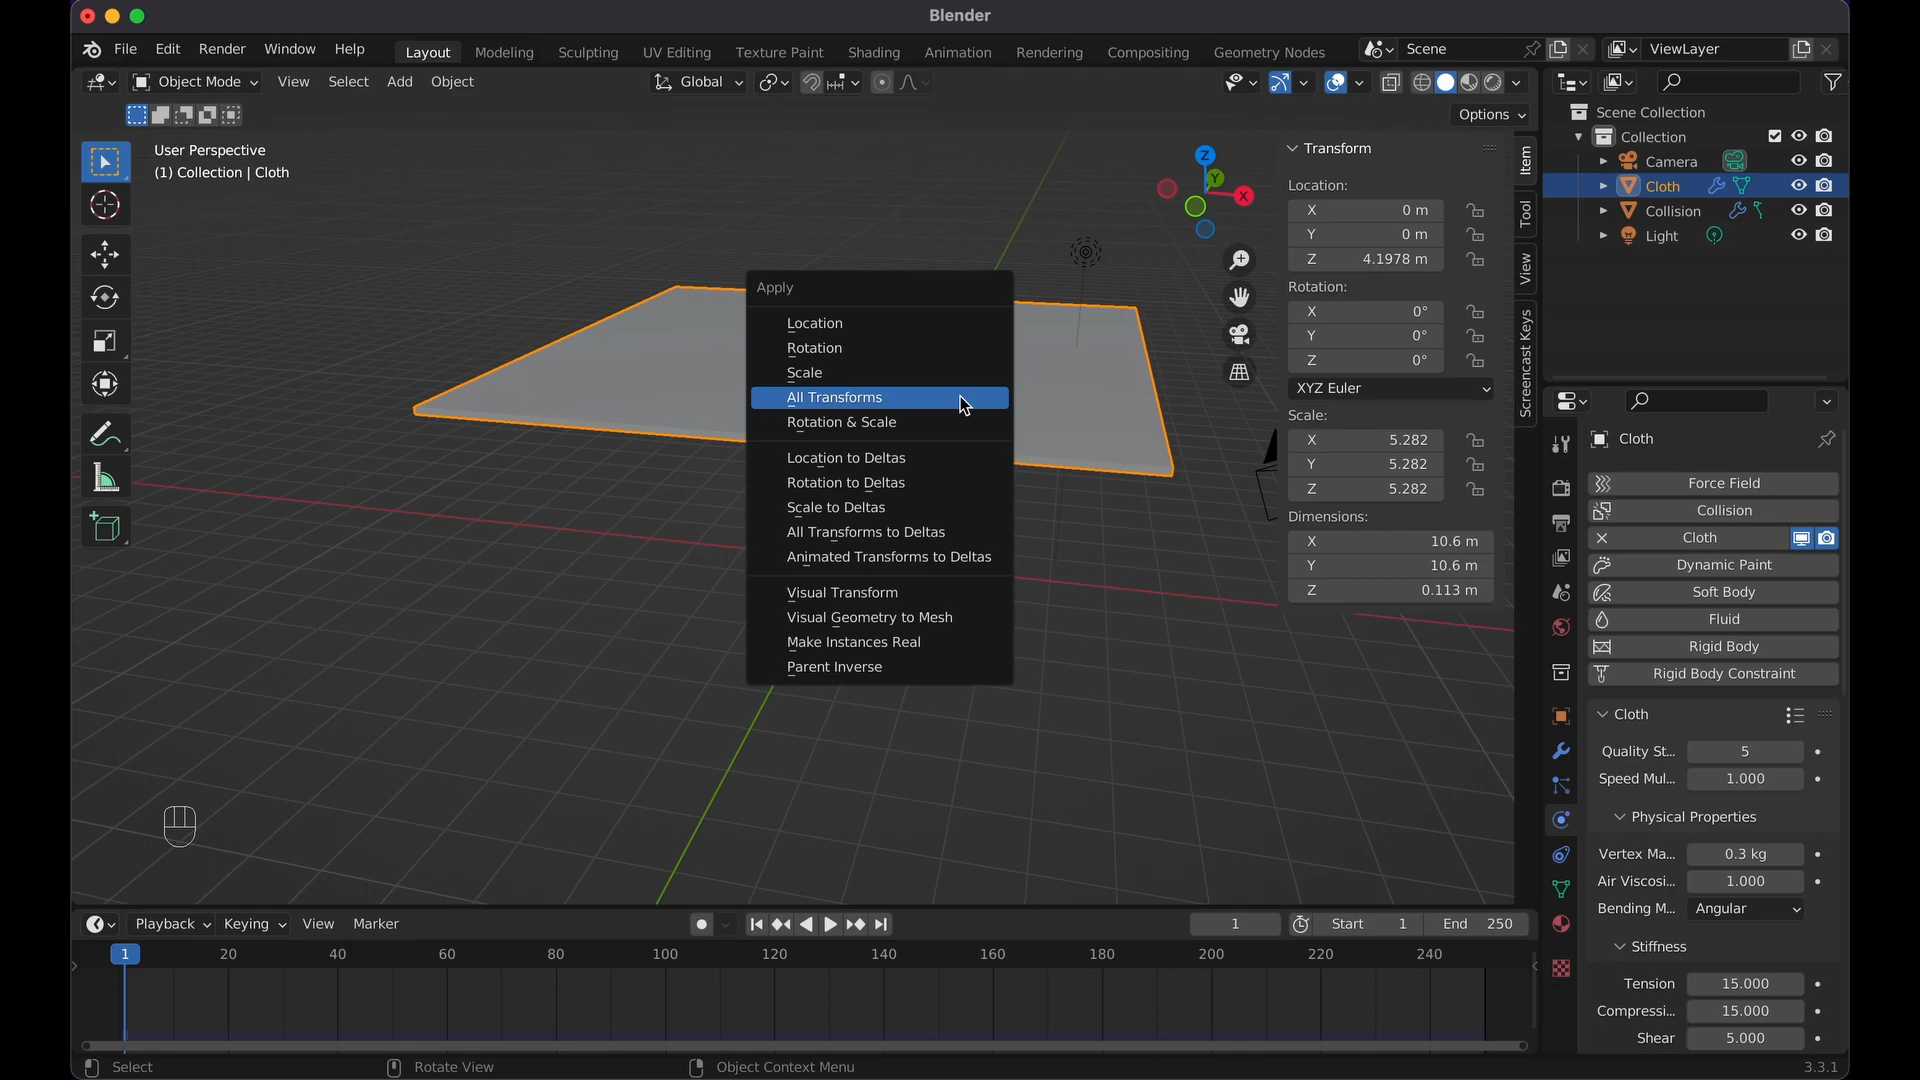 Blender
File Edit Render Window Help
Layout Modeling Sculpting UV Editing Texture Paint Shading Animation Rendering Compositing Geometry Nodes
Scene
ViewLayer
Object Mode View Select Add Object
Global
Options
User Perspective
(1) Collection | Cloth
Z
Y
X
Apply
Location
Rotation
Scale
All Transforms
Rotation & Scale
Location to Deltas
Rotation to Deltas
Scale to Deltas
All Transforms to Deltas
Animated Transforms to Deltas
Visual Transform
Visual Geometry to Mesh
Make Instances Real
Parent Inverse
Transform
Location:
X 0 m
Y 0 m
Z 4.1978 m
Rotation:
X 0°
Y 0°
Z 0°
XYZ Euler
Scale:
X 5.282
Y 5.282
Z 5.282
Dimensions:
X 10.6 m
Y 10.6 m
Z 0.113 m
Item
Tool
View
Screencast Keys
Scene Collection
Collection
Camera
Cloth
Collision
Light
Cloth
Force Field
Collision
Cloth
Dynamic Paint
Soft Body
Fluid
Rigid Body
Rigid Body Constraint
Cloth
Quality St... 5
Speed Mul... 1.000
Physical Properties
Vertex Ma... 0.3 kg
Air Viscosi... 1.000
Bending M... Angular
Stiffness
Tension 15.000
Compressi... 15.000
Shear 5.000
Playback Keying View Marker
1
Start 1
End 250
1 20 40 60 80 100 120 140 160 180 200 220 240
Select
Rotate View
Object Context Menu
3.3.1